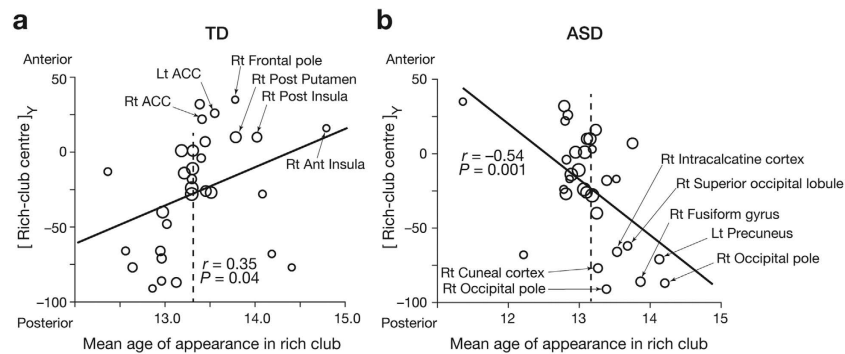 a
TD
Anterior
50
0
−50
−100
Posterior
[ Rich-club centre ]Y
Lt ACC
Rt Frontal pole
Rt Post Putamen
Rt ACC
Rt Post Insula
Rt Ant Insula
r = 0.35
P = 0.04
13.0
14.0
15.0
Mean age of appearance in rich club
b
ASD
Anterior
50
0
−50
−100
Posterior
[ Rich-club centre ]Y
r = −0.54
P = 0.001
Rt Intracalcatine cortex
Rt Superior occipital lobule
Rt Fusiform gyrus
Lt Precuneus
Rt Cuneal cortex
Rt Occipital pole
Rt Occipital pole
12
13
14
15
Mean age of appearance in rich club